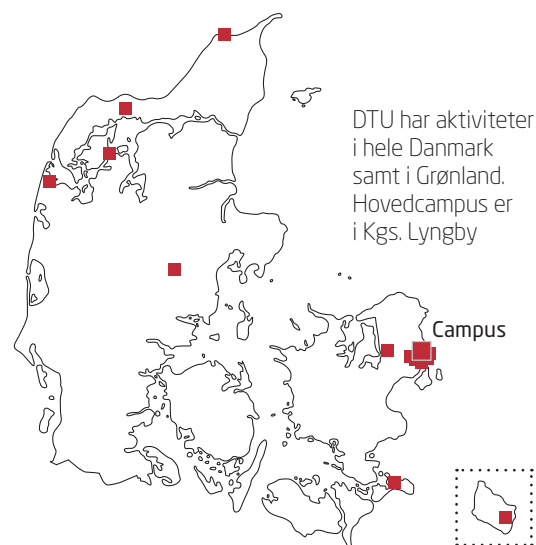 DTU har aktiviteter
i hele Danmark
samt i Grønland.
Hovedcampus er
i Kgs. Lyngby
Campus